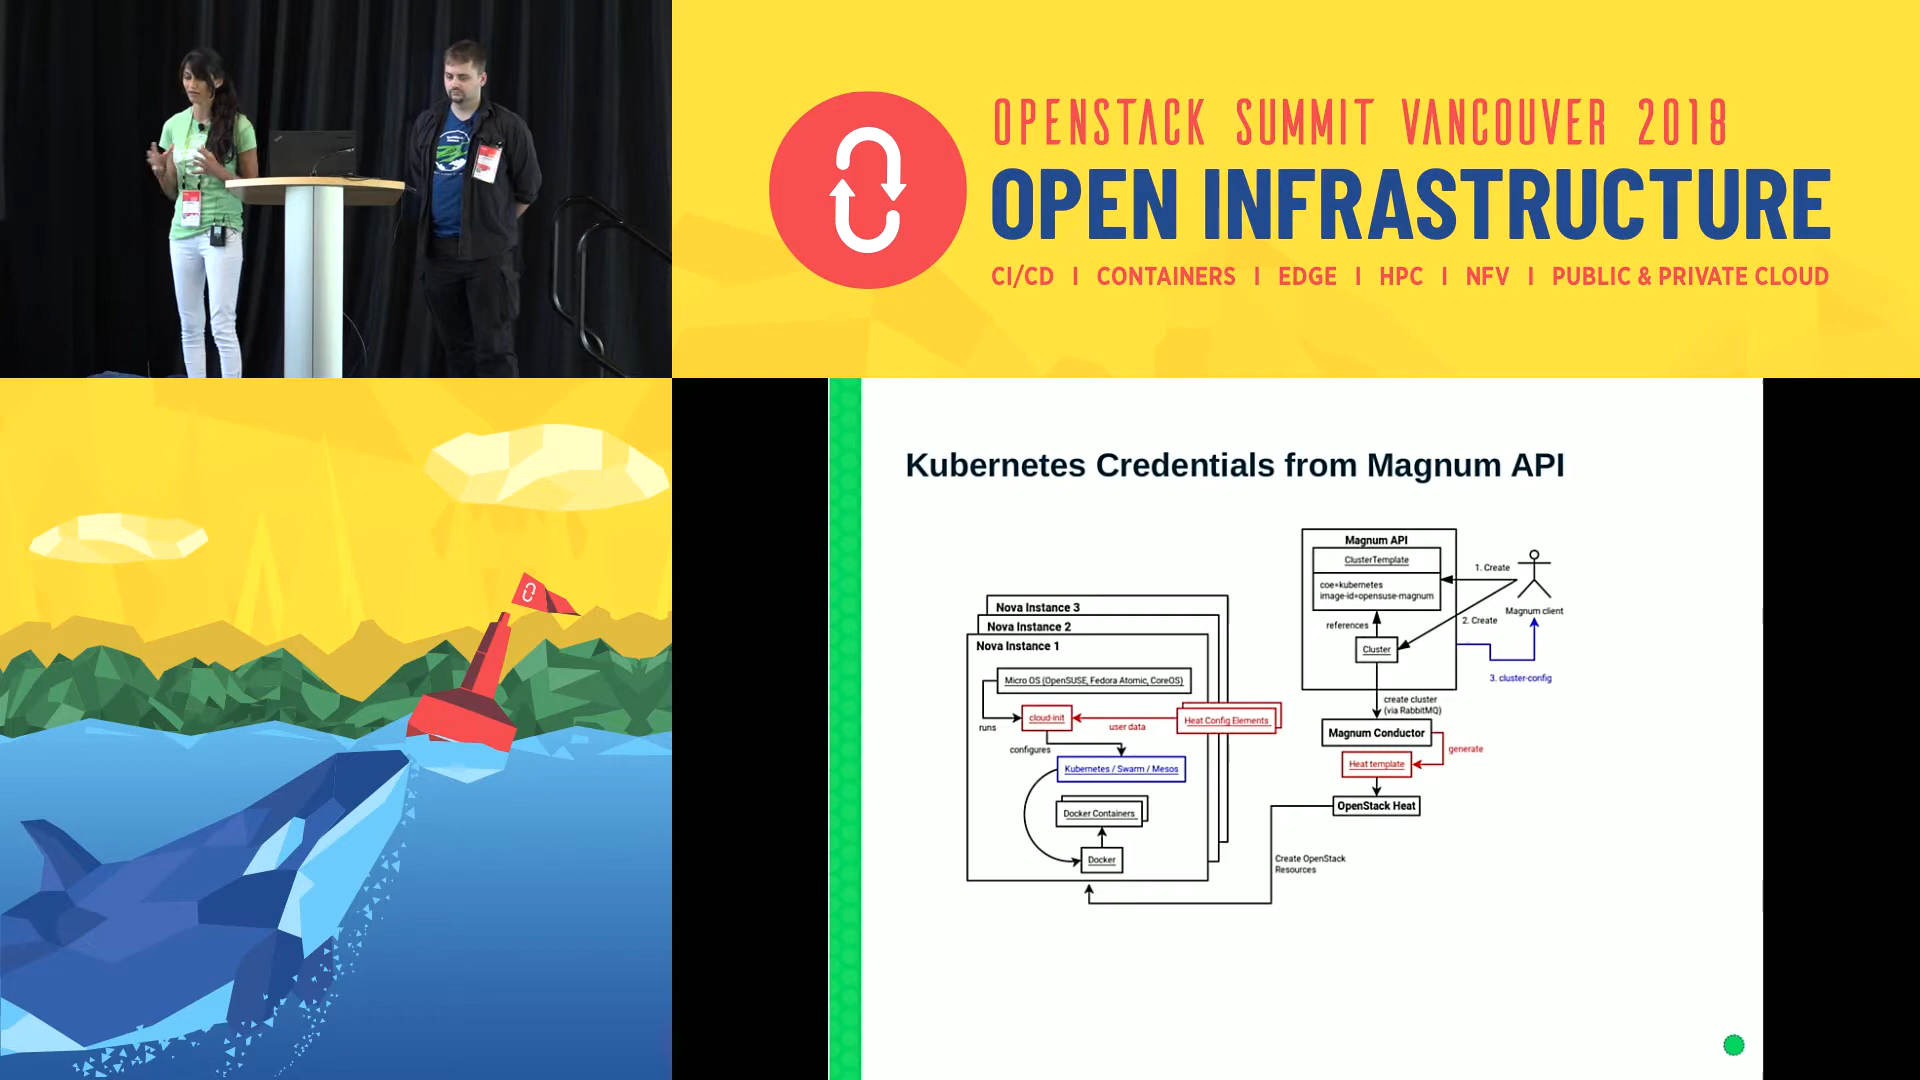 OPENSTACK SUMMIT VANCOUVER 2018
OPEN INFRASTRUCTURE
CI/CD I CONTAINERS I EDGE I HPC I NFV I PUBLIC & PRIVATE CLOUD
Kubernetes Credentials from Magnum API
Magnum API
ClusterTemplate
coe=kubernetes
image-id=opensuse-magnum
1. Create
Magnum client
references
2. Create
Cluster
3. cluster-config
create cluster
(via RabbitMQ)
Magnum Conductor
generate
Heat template
OpenStack Heat
Create OpenStack
Resources
Nova Instance 3
Nova Instance 2
Nova Instance 1
Micro OS (OpenSUSE, Fedora Atomic, CoreOS)
runs
cloud-init
user data
Heat Config Elements
configures
Kubernetes / Swarm / Mesos
Docker Containers
Docker